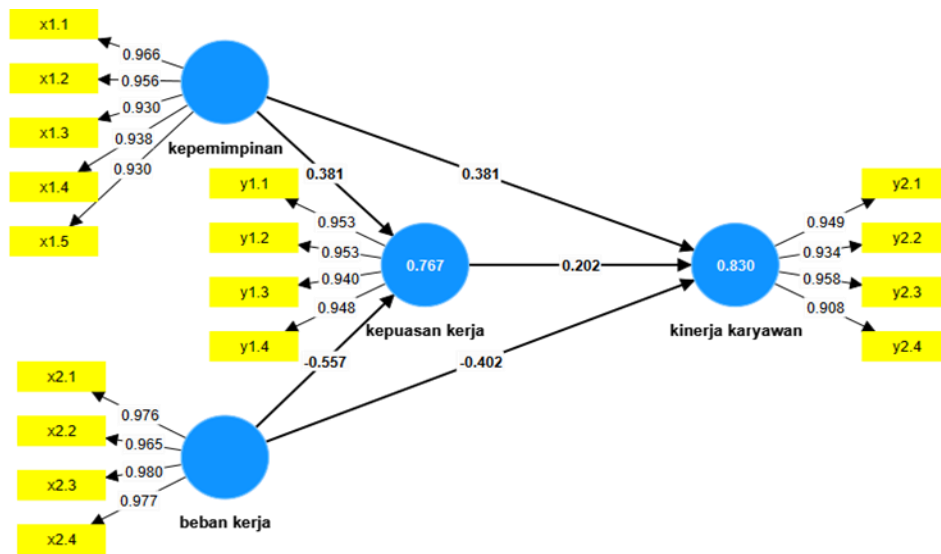 x1.1
0.966
x1.2
0.956
x1.3
0.930
x1.4
0.938
x1.5
0.930
kepemimpinan
0.381
0.381
y1.1
0.953
y1.2
0.953
y1.3
0.940
y1.4
0.948
0.767
kepuasan kerja
0.202
0.830
kinerja karyawan
y2.1
0.949
y2.2
0.934
y2.3
0.958
y2.4
0.908
-0.557
-0.402
x2.1
0.976
x2.2
0.965
x2.3
0.980
x2.4
0.977
beban kerja